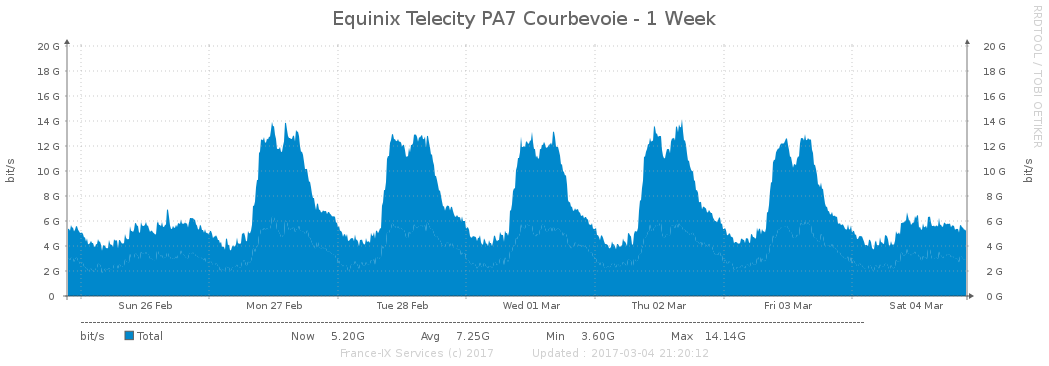 Equinix Telecity PA7 Courbevoie - 1 Week
RRDTOOL / TOBI OETIKER
bit/s
20 G 20 G
18 G 18 G
16 G 16 G
14 G 14 G
12 G 12 G
10 G 10 G
8 G 8 G
6 G 6 G
4 G 4 G
2 G 2 G
0 0 G
bit/s
Sun 26 Feb Mon 27 Feb Tue 28 Feb Wed 01 Mar Thu 02 Mar Fri 03 Mar Sat 04 Mar
bit/s Total Now 5.20G Avg 7.25G Min 3.60G Max 14.14G
France-IX Services (c) 2017 Updated : 2017-03-04 21:20:12